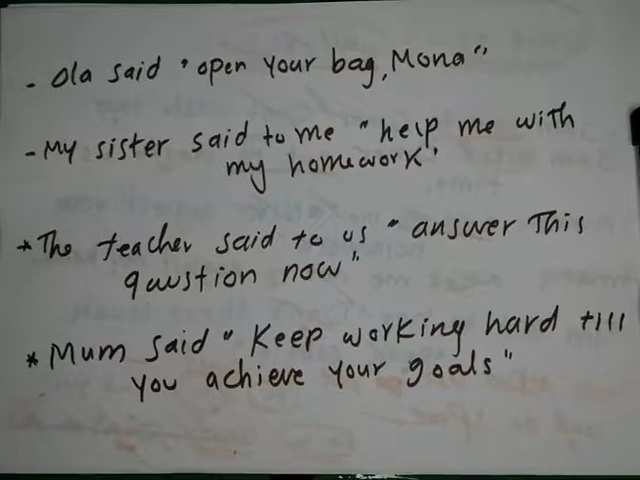 - Ola said "open your bag, Mona"
- My sister said to me "help me with
my homework"
* The teacher said to us "answer This
qwstion now"
* Mum said "Keep working hard till
you achieve your goals"